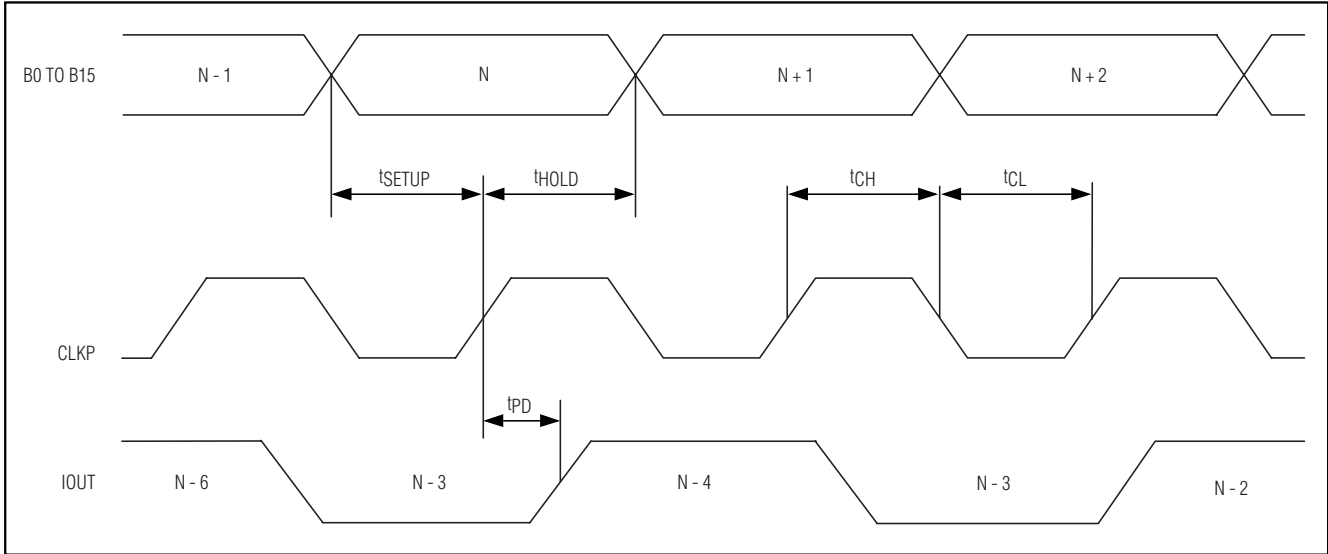 B0 TO B15
N - 1
N
N + 1
N + 2
tSETUP
tHOLD
tCH
tCL
CLKP
tPD
IOUT
N - 6
N - 3
N - 4
N - 3
N - 2